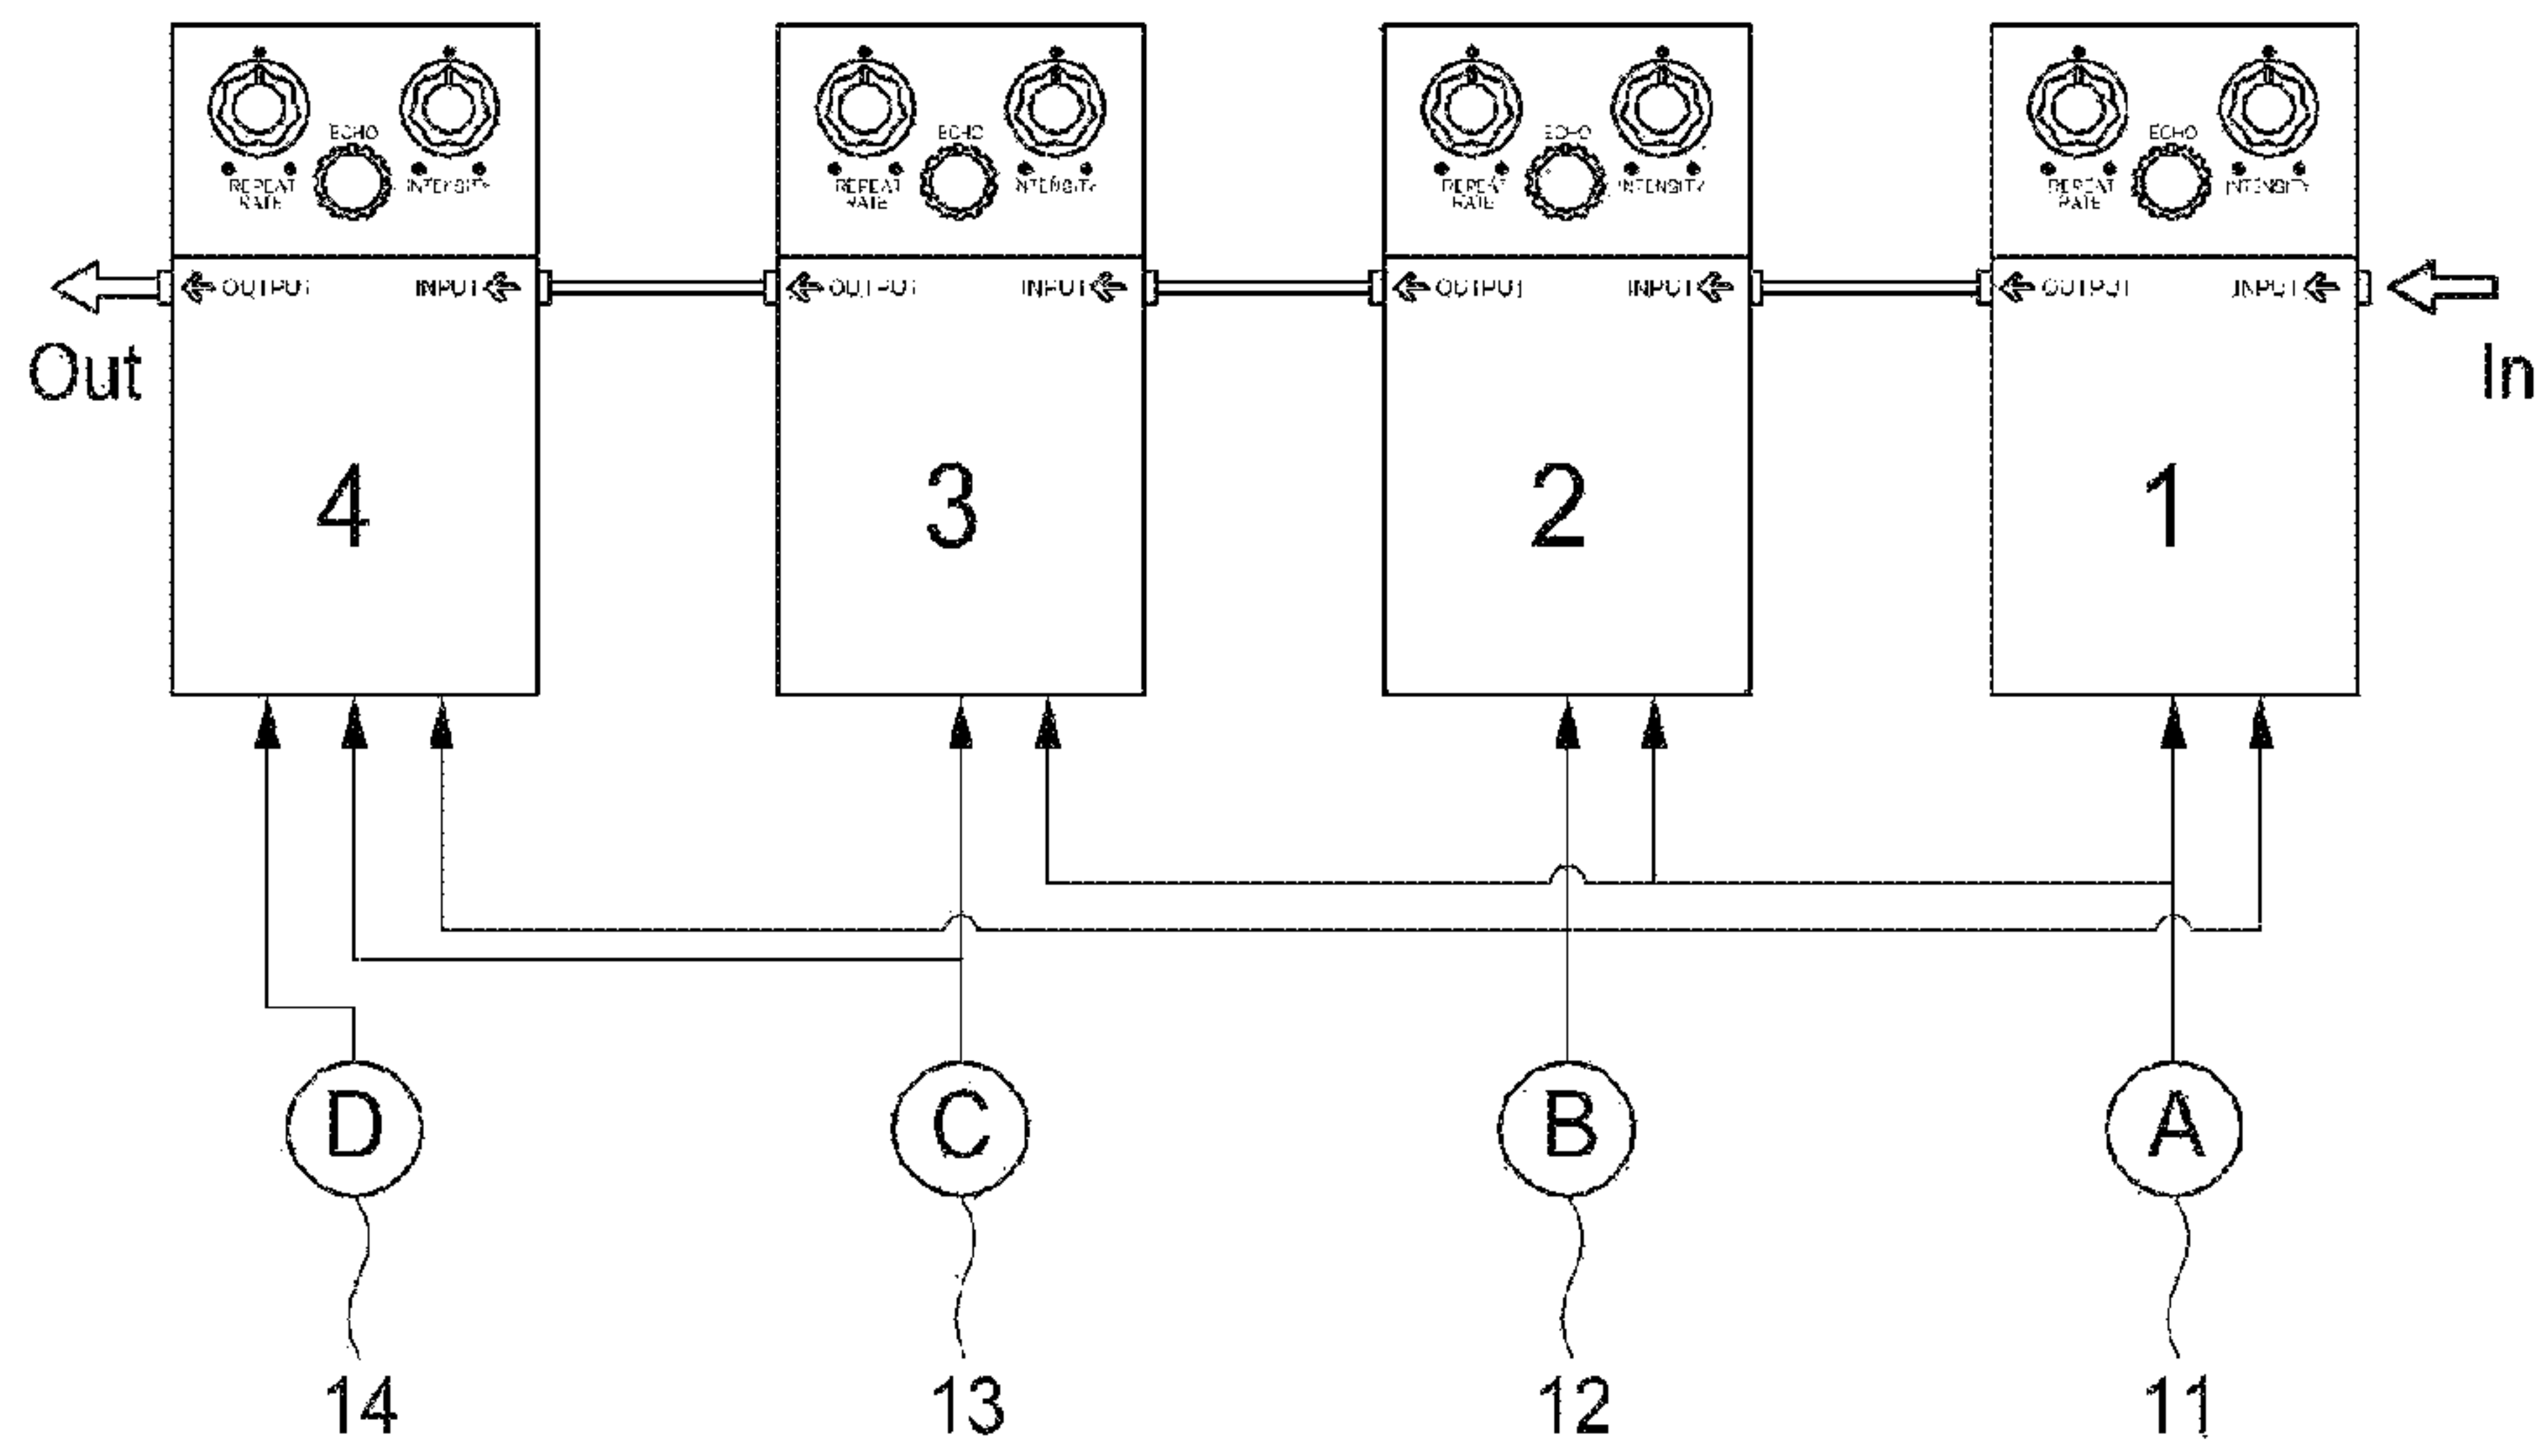 ECHO ECHO ECHO ECHO
REPEAT RATE INTENSITY REPEAT RATE INTENSITY REPEAT RATE INTENSITY REPEAT RATE INTENSITY
OUTPUT INPUT OUTPUT INPUT OUTPUT INPUT OUTPUT INPUT
Out In
4 3 2 1
D C B A
14 13 12 11